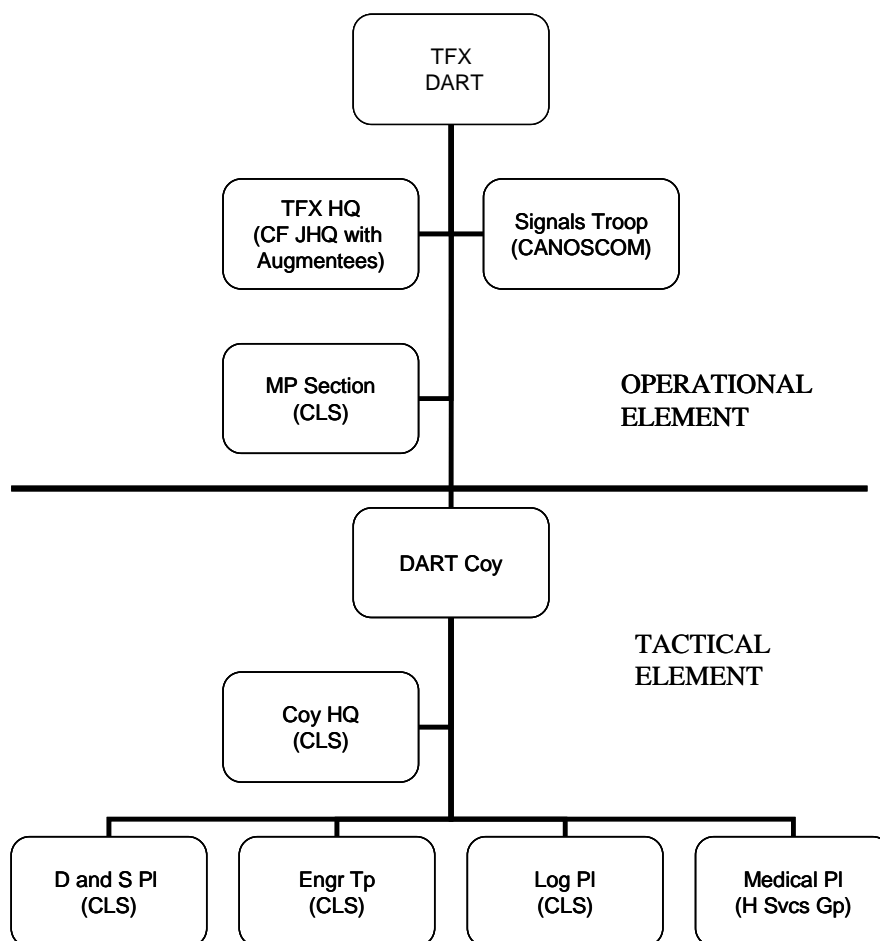 TFX
DART
TFX HQ
(CF JHQ with
Augmentees)
Signals Troop
(CANOSCOM)
MP Section
(CLS)
OPERATIONAL
ELEMENT
DART Coy
TACTICAL
ELEMENT
Coy HQ
(CLS)
D and S Pl
(CLS)
Engr Tp
(CLS)
Log Pl
(CLS)
Medical Pl
(H Svcs Gp)